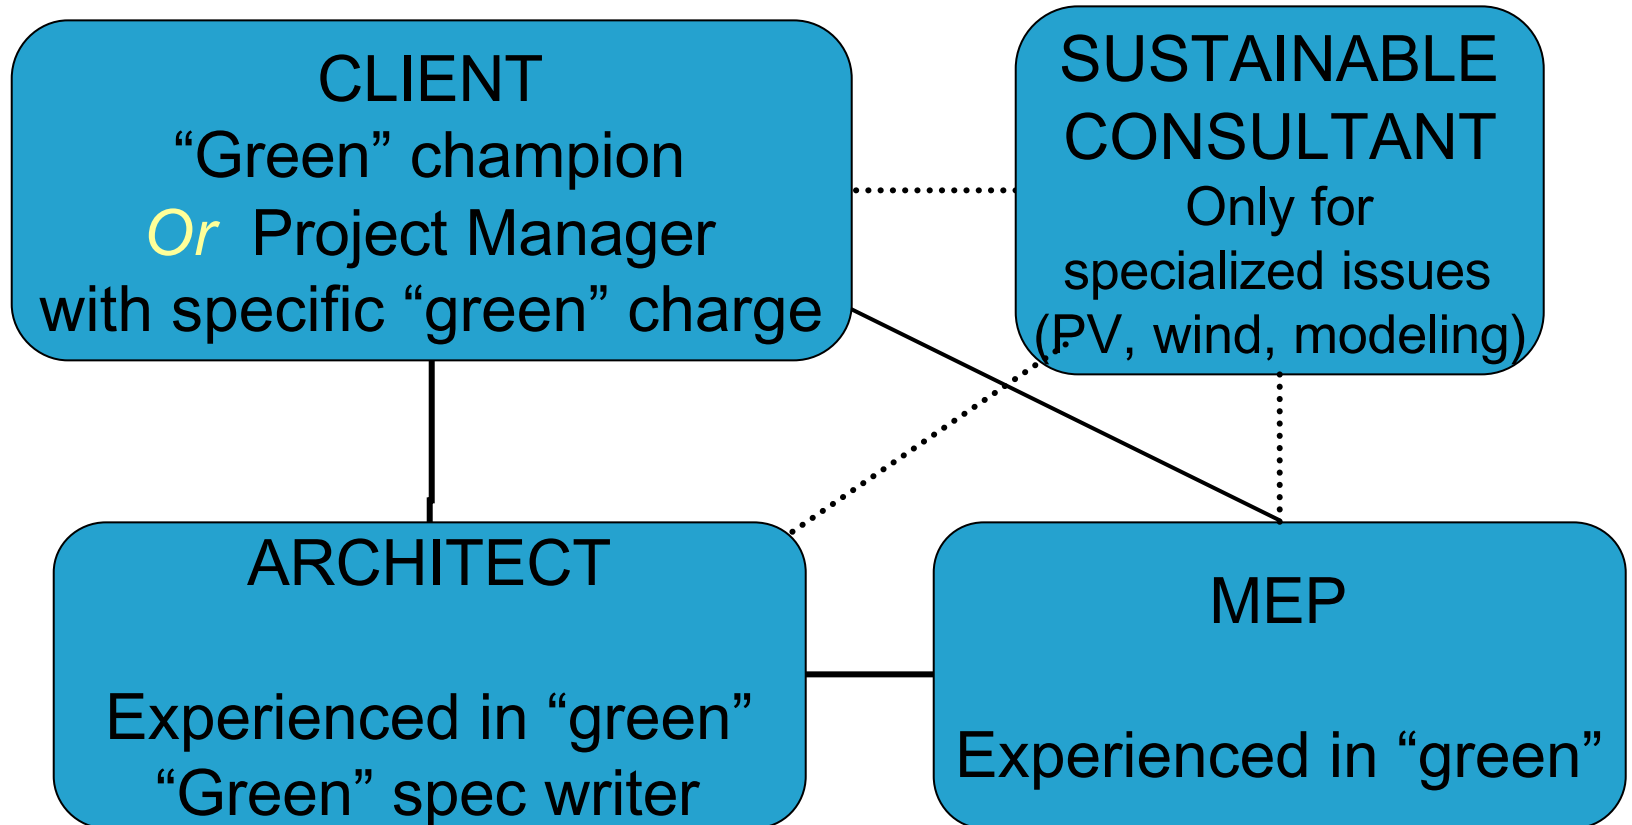 CLIENT
“Green” champion
Or Project Manager
with specific “green” charge
SUSTAINABLE
CONSULTANT
Only for
specialized issues
(PV, wind, modeling)
ARCHITECT
Experienced in “green”
“Green” spec writer
MEP
Experienced in “green”